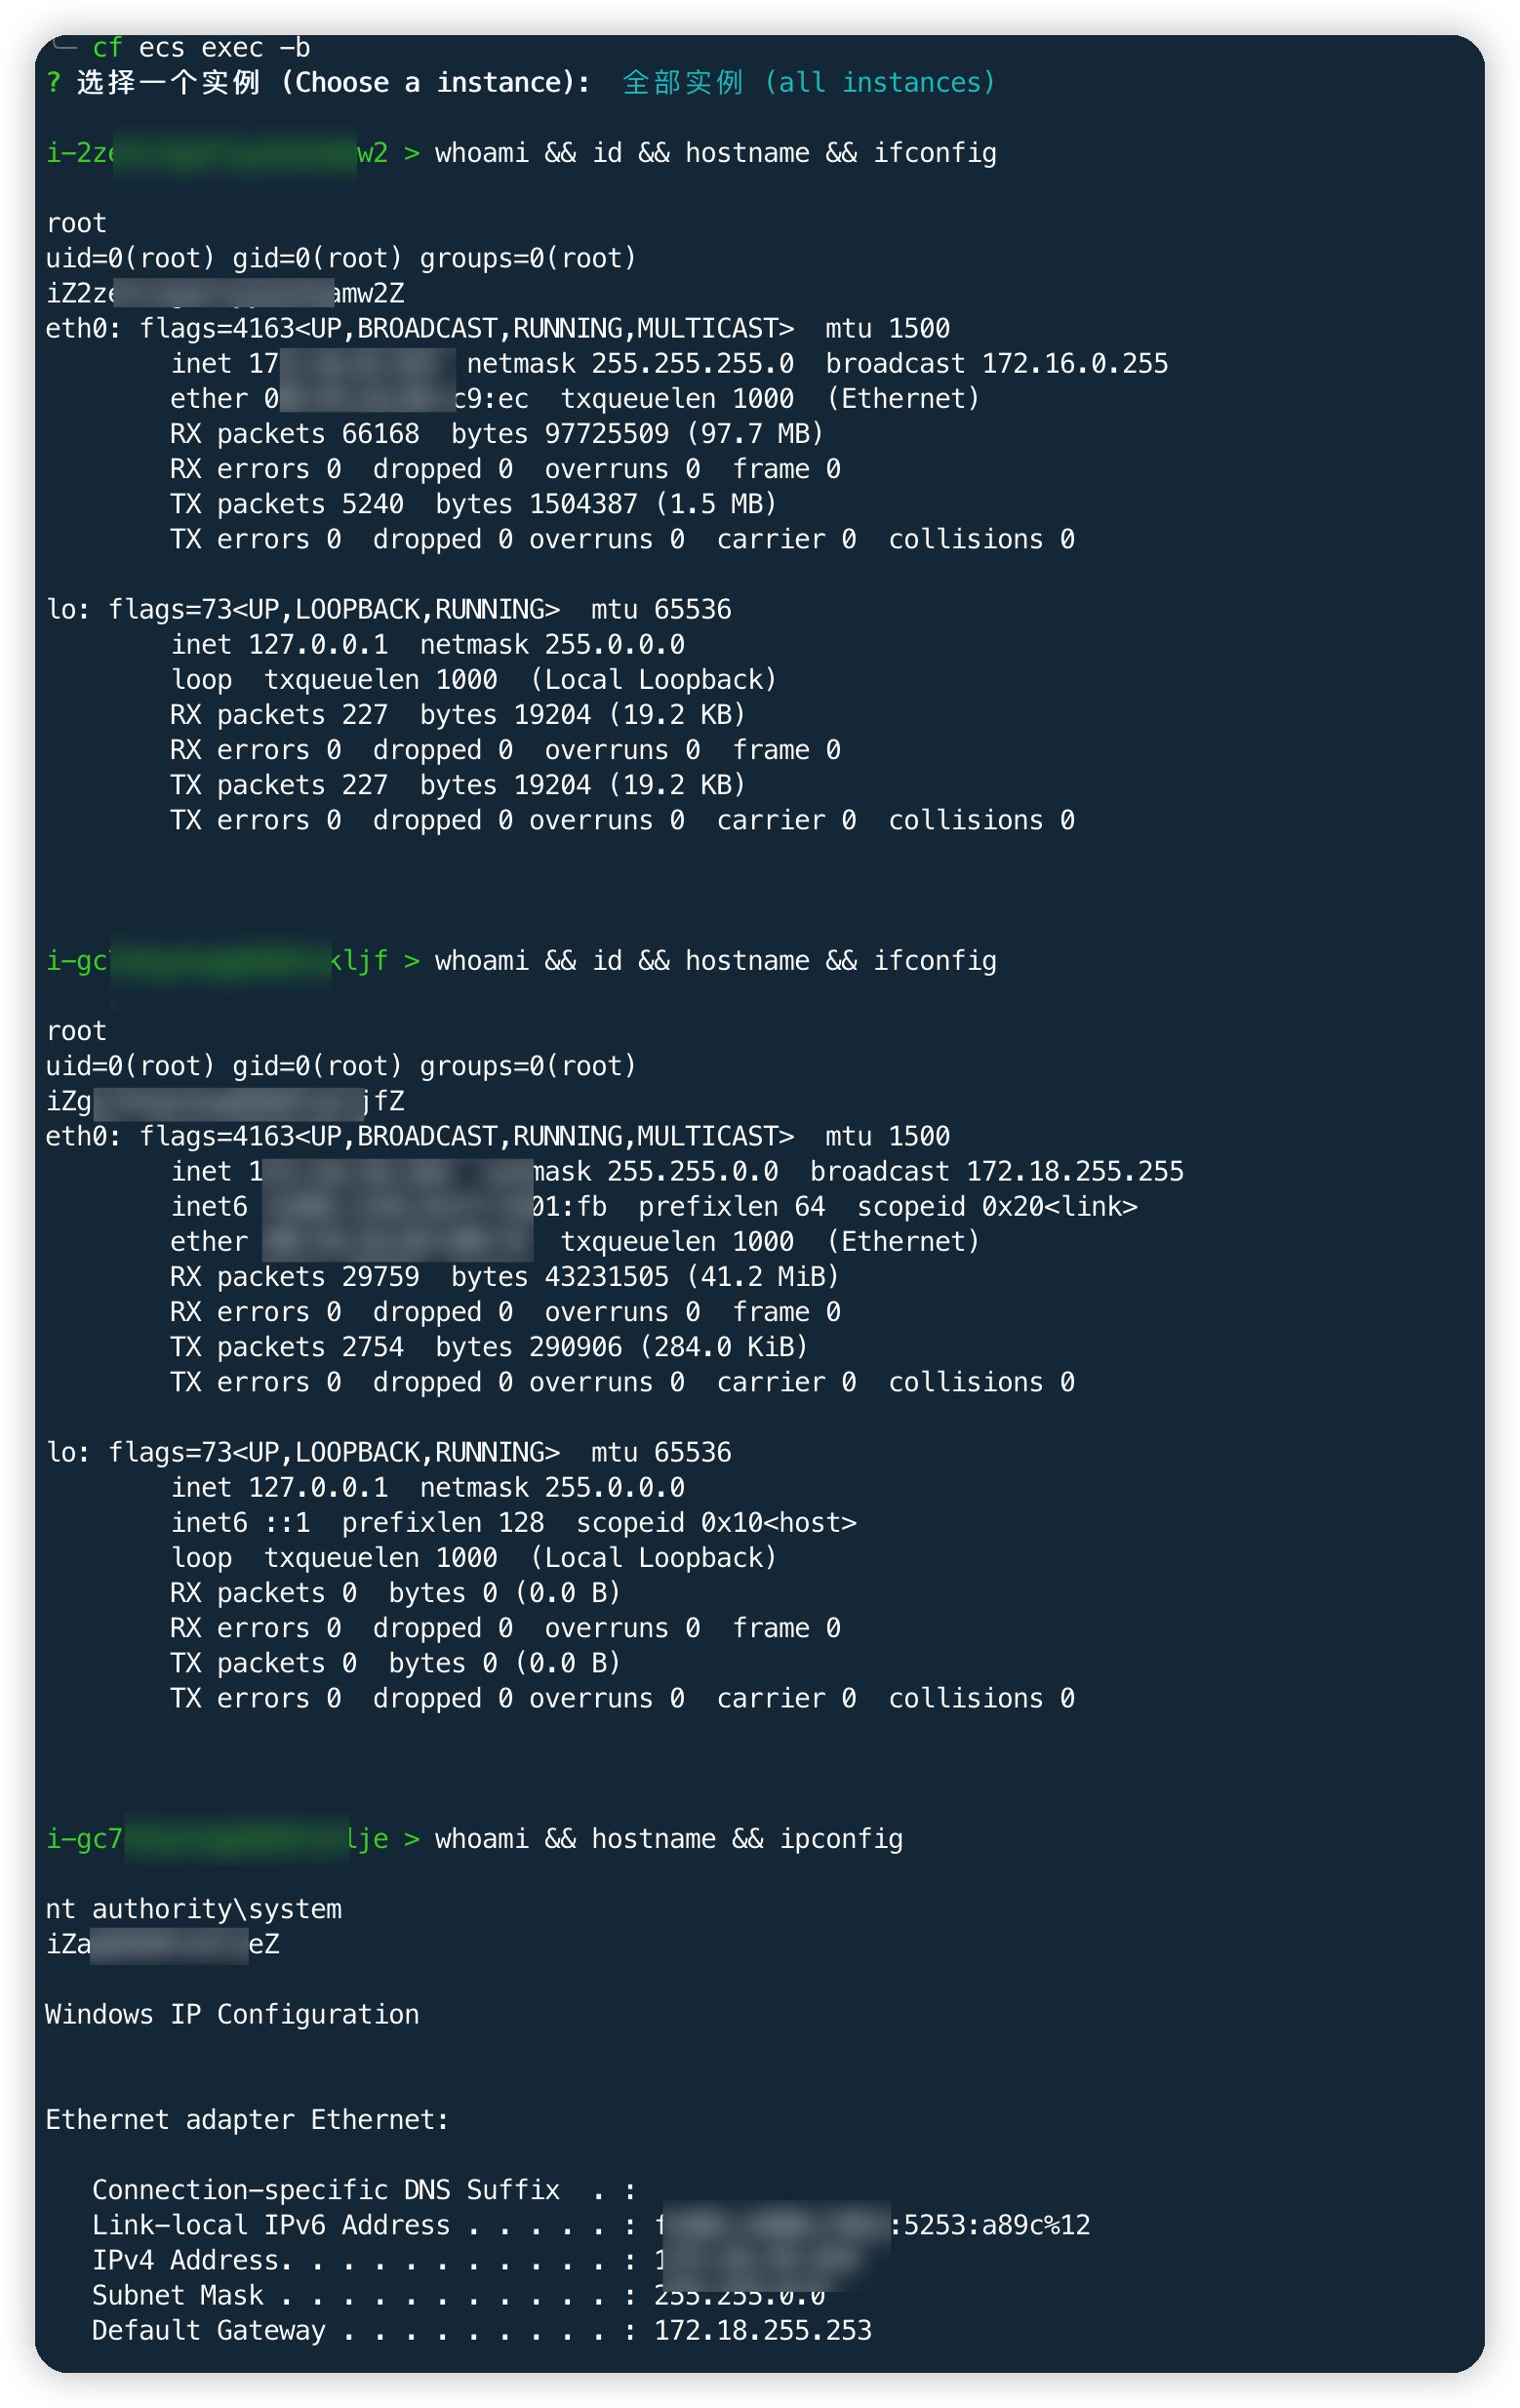 cf ecs exec -b
? 选择一个实例 (Choose a instance): 全部实例 (all instances)
i-2ze w2 > whoami && id && hostname && ifconfig
root
uid=0(root) gid=0(root) groups=0(root)
iZ2ze amw2Z
eth0: flags=4163<UP,BROADCAST,RUNNING,MULTICAST>  mtu 1500
inet 17 netmask 255.255.255.0  broadcast 172.16.0.255
ether 0 c9:ec  txqueuelen 1000  (Ethernet)
RX packets 66168  bytes 97725509 (97.7 MB)
RX errors 0  dropped 0  overruns 0  frame 0
TX packets 5240  bytes 1504387 (1.5 MB)
TX errors 0  dropped 0 overruns 0  carrier 0  collisions 0
lo: flags=73<UP,LOOPBACK,RUNNING>  mtu 65536
inet 127.0.0.1  netmask 255.0.0.0
loop  txqueuelen 1000  (Local Loopback)
RX packets 227  bytes 19204 (19.2 KB)
RX errors 0  dropped 0  overruns 0  frame 0
TX packets 227  bytes 19204 (19.2 KB)
TX errors 0  dropped 0 overruns 0  carrier 0  collisions 0
i-gc kljf > whoami && id && hostname && ifconfig
root
uid=0(root) gid=0(root) groups=0(root)
iZg jfZ
eth0: flags=4163<UP,BROADCAST,RUNNING,MULTICAST>  mtu 1500
inet 1 mask 255.255.0.0  broadcast 172.18.255.255
inet6 01:fb  prefixlen 64  scopeid 0x20<link>
ether txqueuelen 1000  (Ethernet)
RX packets 29759  bytes 43231505 (41.2 MiB)
RX errors 0  dropped 0  overruns 0  frame 0
TX packets 2754  bytes 290906 (284.0 KiB)
TX errors 0  dropped 0 overruns 0  carrier 0  collisions 0
lo: flags=73<UP,LOOPBACK,RUNNING>  mtu 65536
inet 127.0.0.1  netmask 255.0.0.0
inet6 ::1  prefixlen 128  scopeid 0x10<host>
loop  txqueuelen 1000  (Local Loopback)
RX packets 0  bytes 0 (0.0 B)
RX errors 0  dropped 0  overruns 0  frame 0
TX packets 0  bytes 0 (0.0 B)
TX errors 0  dropped 0 overruns 0  carrier 0  collisions 0
i-gc7 lje > whoami && hostname && ipconfig
nt authority\system
iZa eZ
Windows IP Configuration
Ethernet adapter Ethernet:
Connection-specific DNS Suffix  . :
Link-local IPv6 Address . . . . . : f :5253:a89c%12
IPv4 Address. . . . . . . . . . . : 1
Subnet Mask . . . . . . . . . . . : 255.255.0.0
Default Gateway . . . . . . . . . : 172.18.255.253